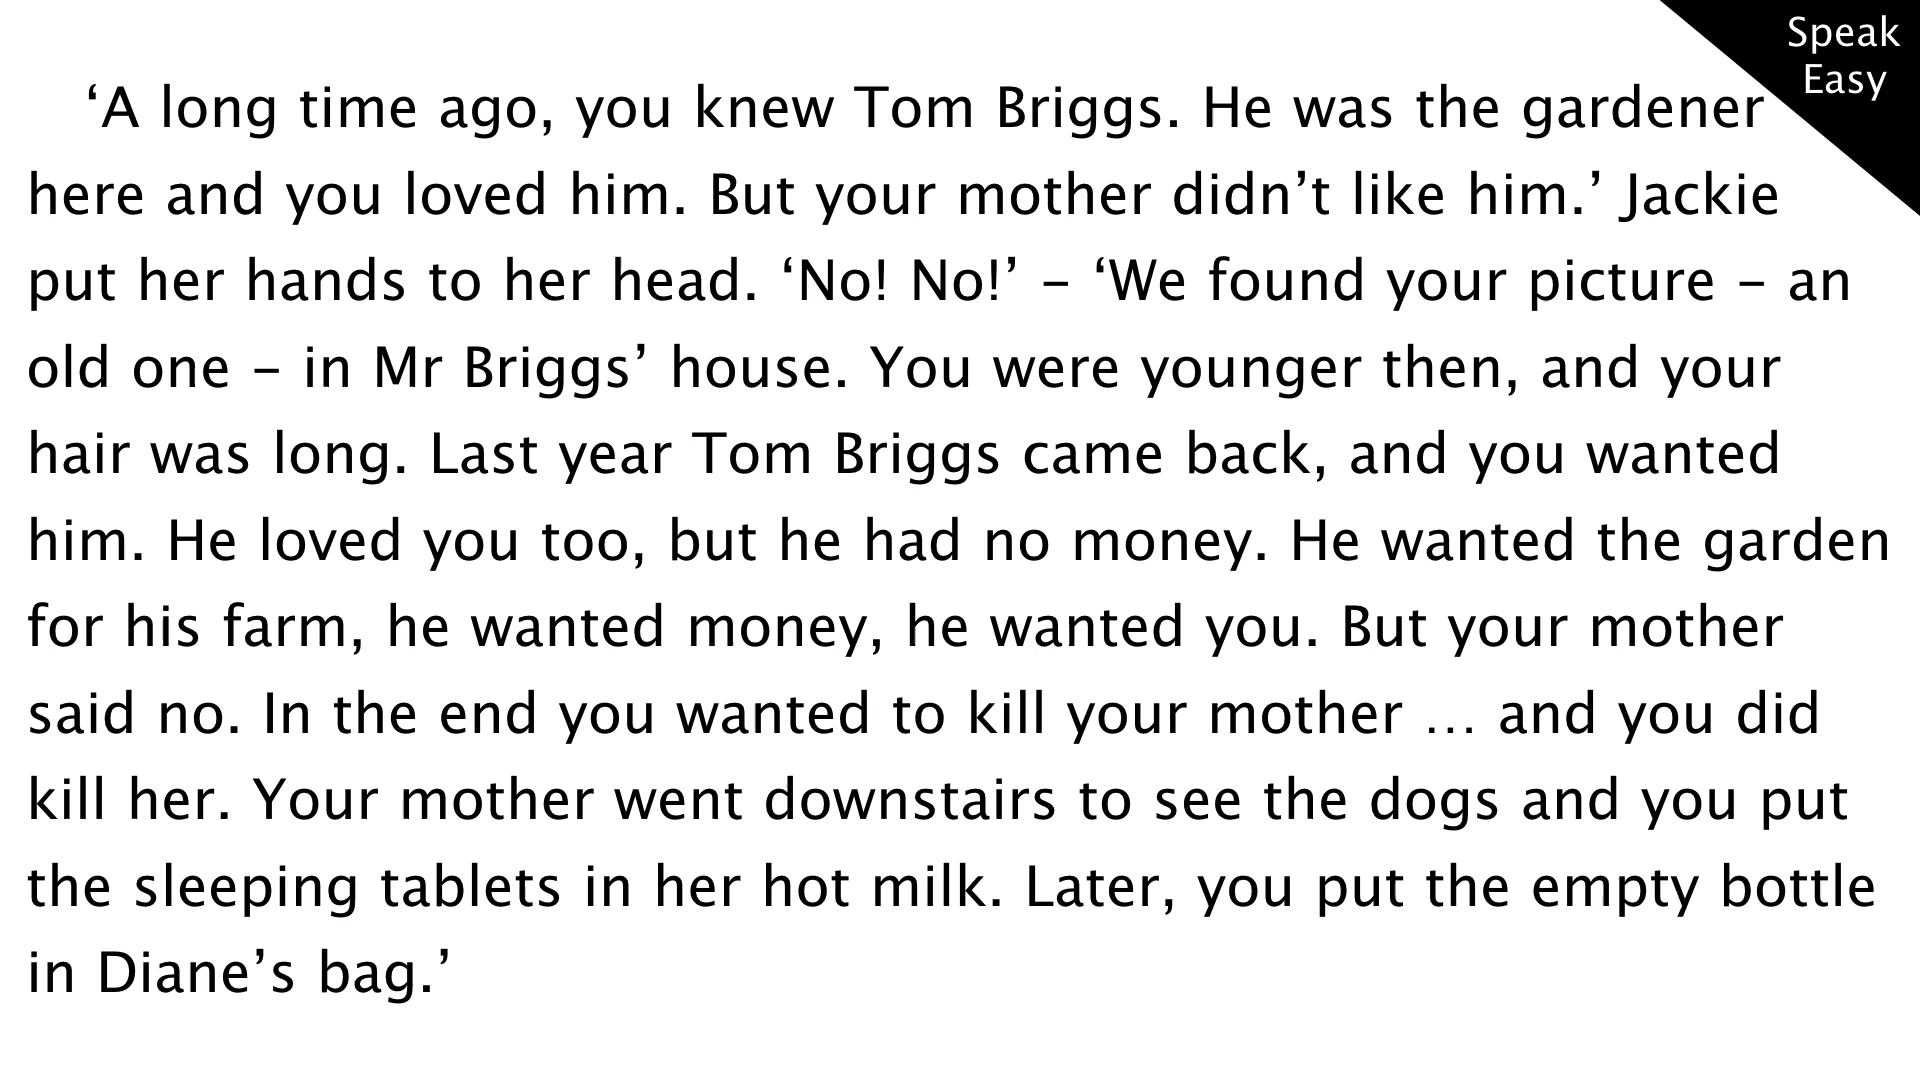 Speak
Easy
‘A long time ago, you knew Tom Briggs. He was the gardener
here and you loved him. But your mother didn’t like him.’ Jackie
put her hands to her head. ‘No! No!’ – ‘We found your picture – an
old one – in Mr Briggs’ house. You were younger then, and your
hair was long. Last year Tom Briggs came back, and you wanted
him. He loved you too, but he had no money. He wanted the garden
for his farm, he wanted money, he wanted you. But your mother
said no. In the end you wanted to kill your mother … and you did
kill her. Your mother went downstairs to see the dogs and you put
the sleeping tablets in her hot milk. Later, you put the empty bottle
in Diane’s bag.’